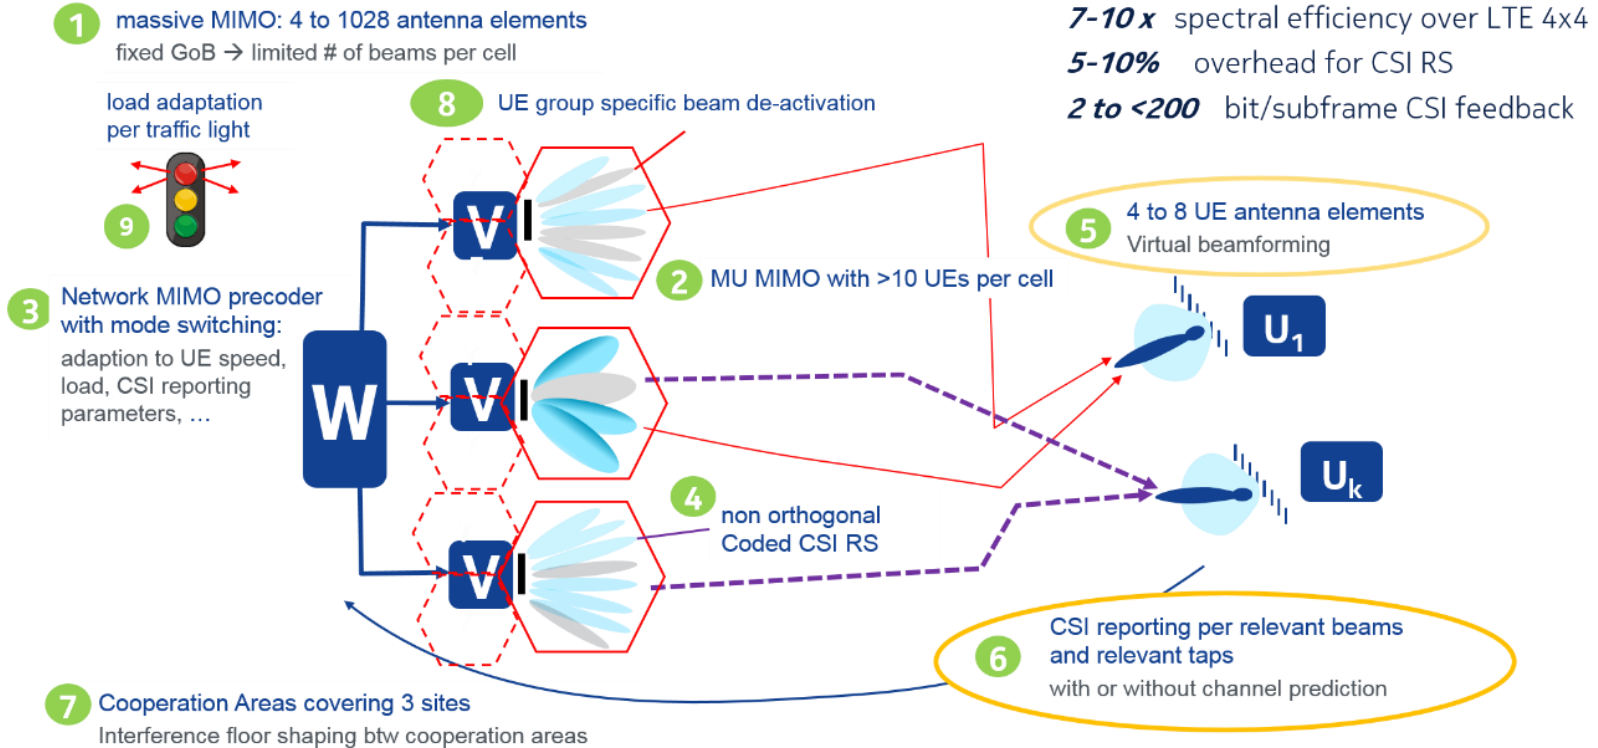 1 massive MIMO: 4 to 1028 antenna elements
fixed GoB → limited # of beams per cell
7-10 x spectral efficiency over LTE 4x4
5-10% overhead for CSI RS
2 to <200 bit/subframe CSI feedback
load adaptation
per traffic light
9
8 UE group specific beam de-activation
V
2 MU MIMO with >10 UEs per cell
5 4 to 8 UE antenna elements
Virtual beamforming
3 Network MIMO precoder
with mode switching:
adaption to UE speed,
load, CSI reporting
parameters, ...
W
V
U1
4 non orthogonal
Coded CSI RS
Uk
V
6 CSI reporting per relevant beams
and relevant taps
with or without channel prediction
7 Cooperation Areas covering 3 sites
Interference floor shaping btw cooperation areas